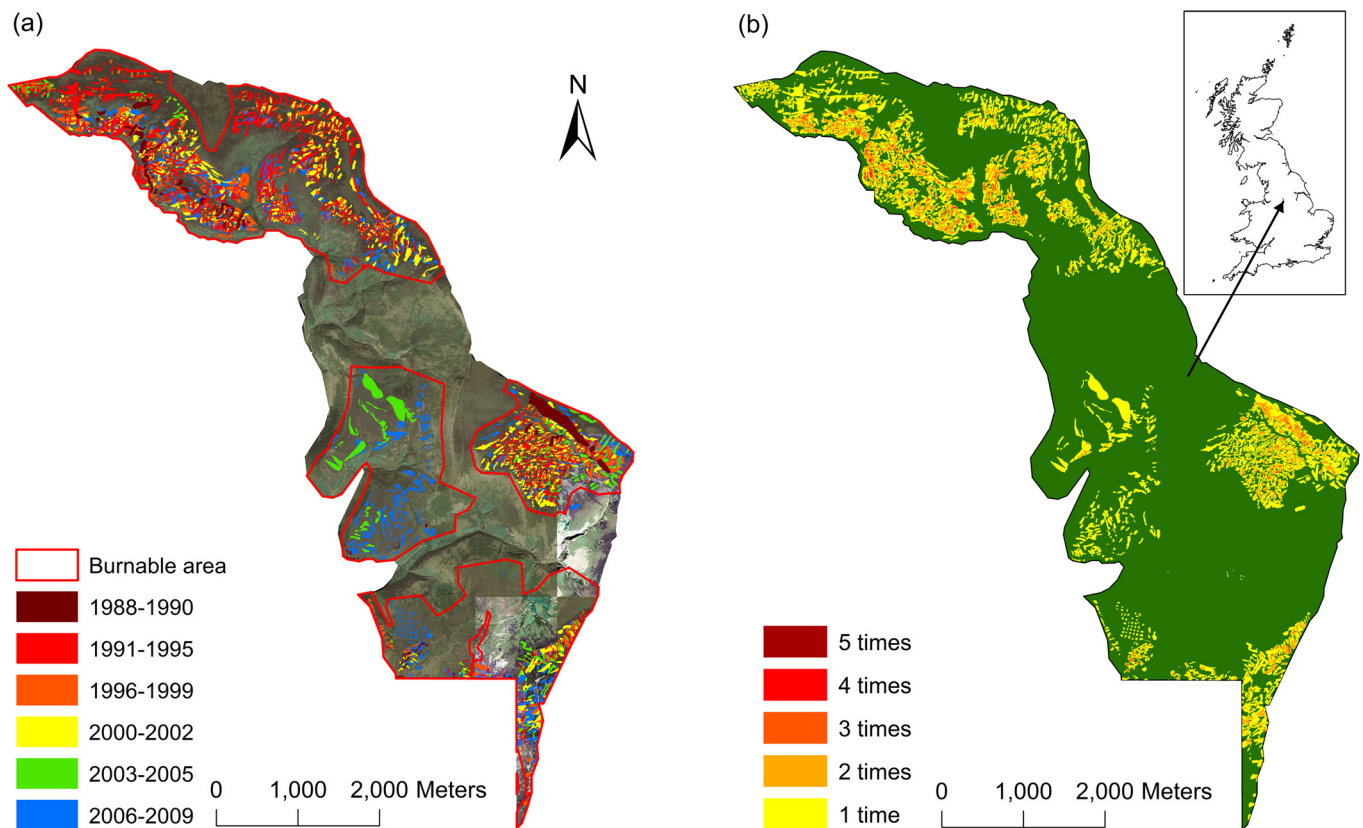 (a)
N
Burnable area
1988-1990
1991-1995
1996-1999
2000-2002
2003-2005
2006-2009
0 1,000 2,000 Meters
(b)
5 times
4 times
3 times
2 times
1 time
0 1,000 2,000 Meters